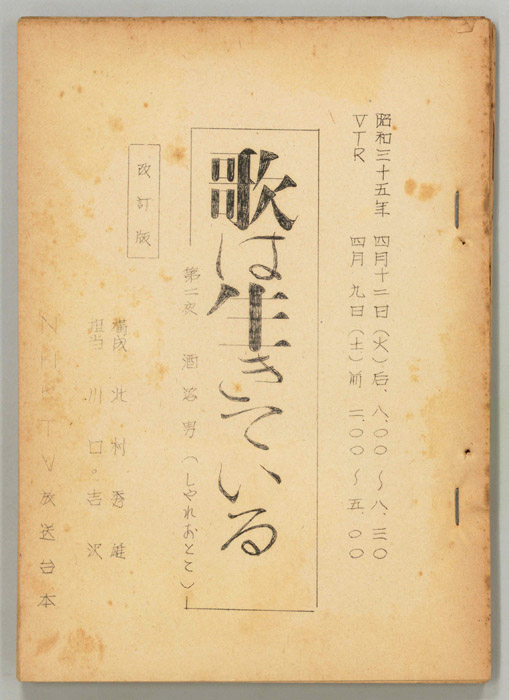 昭和三十五年 四月十二日(火)后、八、〇〇〜八、三〇
VTR 四月九日(土)前 二、〇〇〜五、〇〇
歌は生きている
第二夜 洒落男(しやれおとこ)
改訂版
構成 北村秀雄
担当 川口。吉沢
NHKTV放送台本